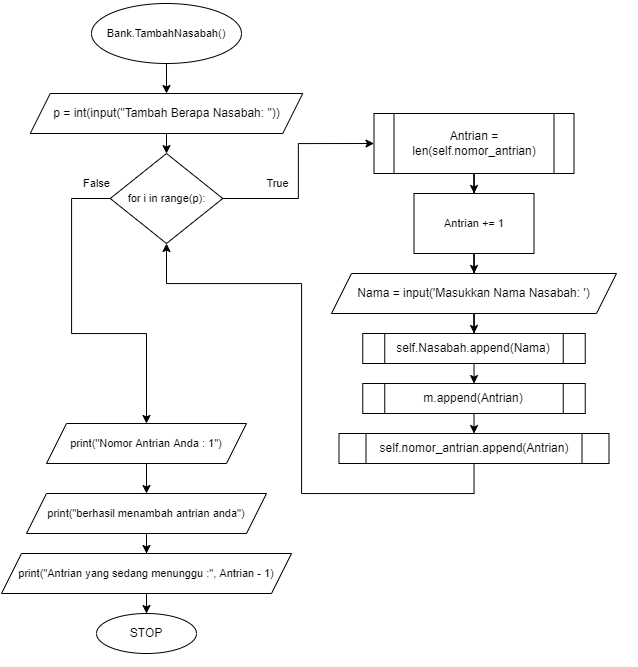 Bank.TambahNasabah()
p = int(input("Tambah Berapa Nasabah: "))
for i in range(p):
False
True
Antrian =
len(self.nomor_antrian)
Antrian += 1
Nama = input('Masukkan Nama Nasabah: ')
self.Nasabah.append(Nama)
m.append(Antrian)
self.nomor_antrian.append(Antrian)
print("Nomor Antrian Anda : 1")
print("berhasil menambah antrian anda")
print("Antrian yang sedang menunggu :", Antrian - 1)
STOP